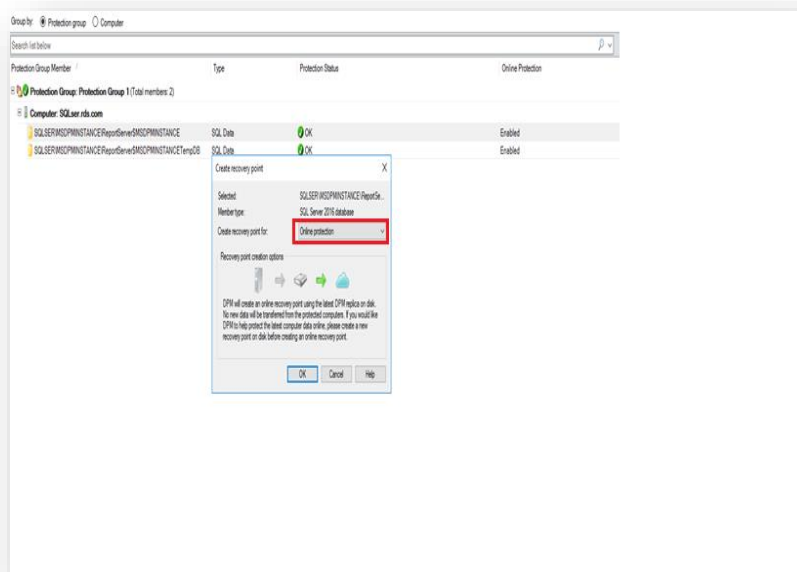 Group by: Protection group Computer
Search list below
Protection Group Member Type Protection Status Online Protection
Protection Group: Protection Group 1 (Total members: 2)
Computer: SQLser.rds.com
SQLSER\MSDPMINSTANCE\ReportServer$MSDPMINSTANCE SQL Data OK Enabled
SQLSER\MSDPMINSTANCE\ReportServer$MSDPMINSTANCETempDB SQL Data OK Enabled
Create recovery point X
Selected: SQLSER\MSDPMINSTANCE\ReportSe...
Member type: SQL Server 2016 database
Create recovery point for: Online protection
Recovery point creation options
DPM will create an online recovery point using the latest DPM replica on disk.
No new data will be transferred from the protected computers. If you would like
DPM to help protect the latest computer data online, please create a new
recovery point on disk before creating an online recovery point.
OK Cancel Help